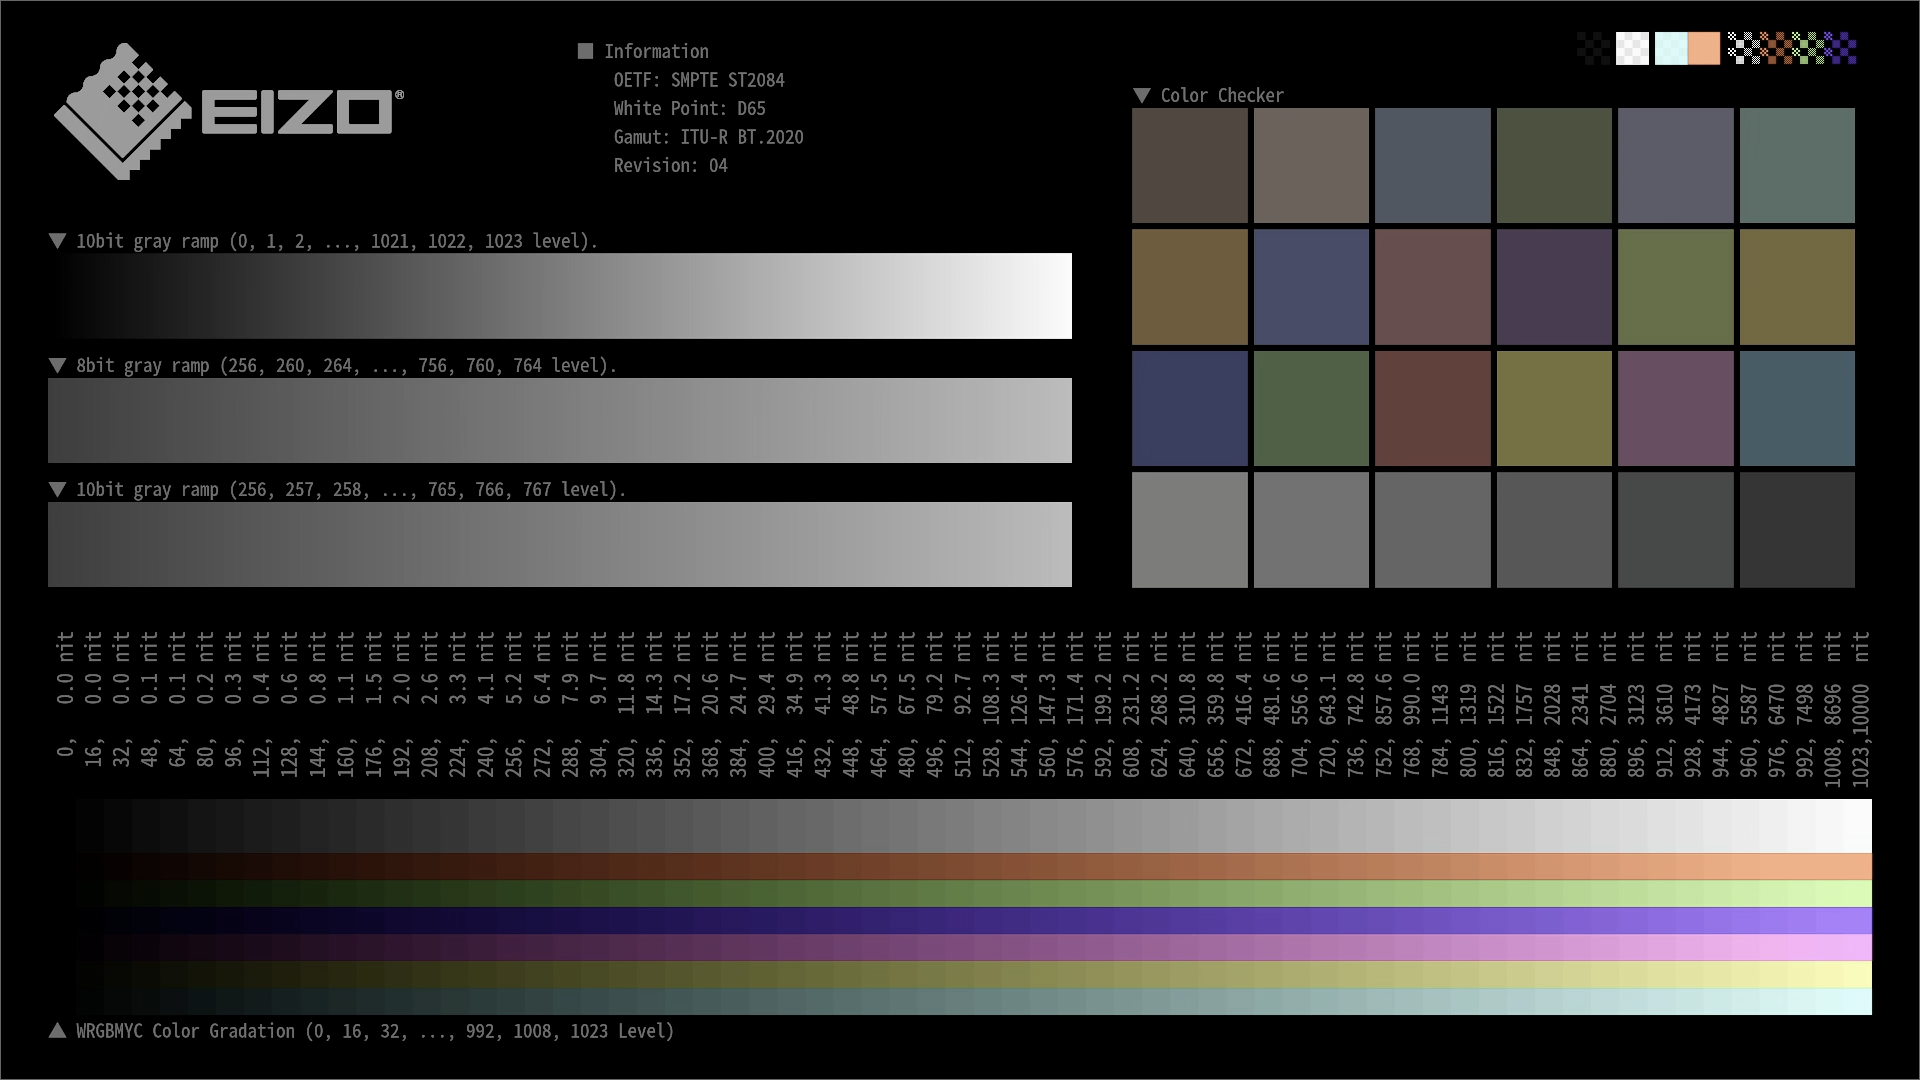 EIZO®
■ Information
OETF: SMPTE ST2084
White Point: D65
Gamut: ITU-R BT.2020
Revision: 04
▼ Color Checker
▼ 10bit gray ramp (0, 1, 2, ..., 1021, 1022, 1023 level).
▼ 8bit gray ramp (256, 260, 264, ..., 756, 760, 764 level).
▼ 10bit gray ramp (256, 257, 258, ..., 765, 766, 767 level).
0, 0.0 nit
16, 0.0 nit
32, 0.0 nit
48, 0.1 nit
64, 0.1 nit
80, 0.2 nit
96, 0.3 nit
112, 0.4 nit
128, 0.6 nit
144, 0.8 nit
160, 1.1 nit
176, 1.5 nit
192, 2.0 nit
208, 2.6 nit
224, 3.3 nit
240, 4.1 nit
256, 5.2 nit
272, 6.4 nit
288, 7.9 nit
304, 9.7 nit
320, 11.8 nit
336, 14.3 nit
352, 17.2 nit
368, 20.6 nit
384, 24.7 nit
400, 29.4 nit
416, 34.9 nit
432, 41.3 nit
448, 48.8 nit
464, 57.5 nit
480, 67.5 nit
496, 79.2 nit
512, 92.7 nit
528, 108.3 nit
544, 126.4 nit
560, 147.3 nit
576, 171.4 nit
592, 199.2 nit
608, 231.2 nit
624, 268.2 nit
640, 310.8 nit
656, 359.8 nit
672, 416.4 nit
688, 481.6 nit
704, 556.6 nit
720, 643.1 nit
736, 742.8 nit
752, 857.6 nit
768, 990.0 nit
784, 1143 nit
800, 1319 nit
816, 1522 nit
832, 1757 nit
848, 2028 nit
864, 2341 nit
880, 2704 nit
896, 3123 nit
912, 3610 nit
928, 4173 nit
944, 4827 nit
960, 5587 nit
976, 6470 nit
992, 7498 nit
1008, 8696 nit
1023,10000 nit
▲ WRGBMYC Color Gradation (0, 16, 32, ..., 992, 1008, 1023 Level)